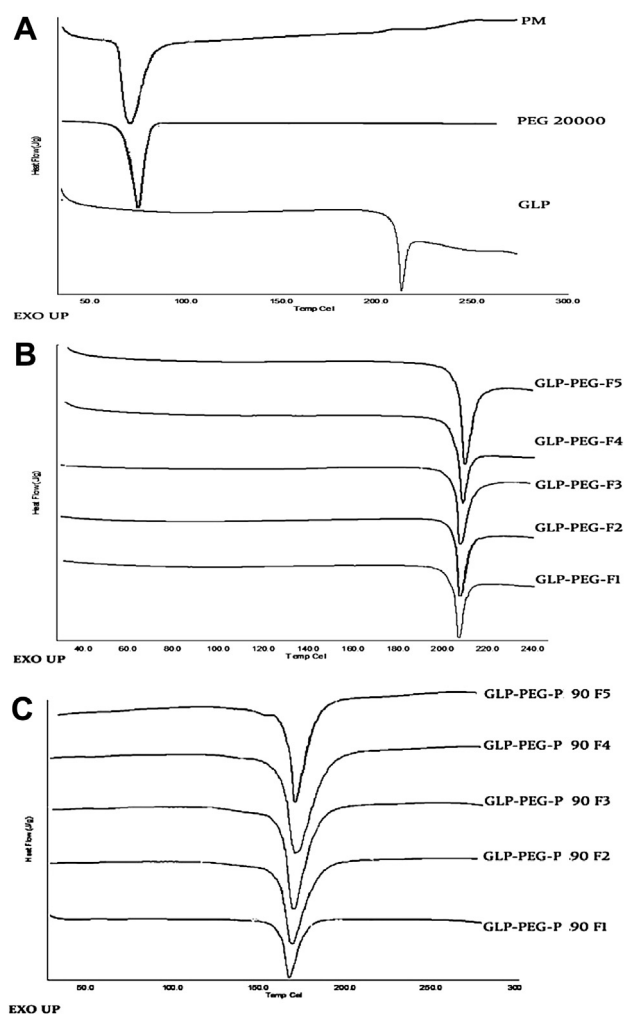 A
PM
PEG 20000
GLP
Heat Flow(J/g)
50.0 100.0 150.0 200.0 250.0 300.0
Temp Cel
EXO UP
B
GLP-PEG-F5
GLP-PEG-F4
GLP-PEG-F3
GLP-PEG-F2
GLP-PEG-F1
Heat Flow(J/g)
40.0 60.0 80.0 100.0 120.0 140.0 160.0 180.0 200.0 220.0 240.0
Temp Cel
EXO UP
C
GLP-PEG-P 90 F5
GLP-PEG-P 90 F4
GLP-PEG-P 90 F3
GLP-PEG-P 90 F2
GLP-PEG-P 90 F1
Heat Flow(J/g)
50.0 100.0 150.0 200.0 250.0 300
Temp Cel
EXO UP